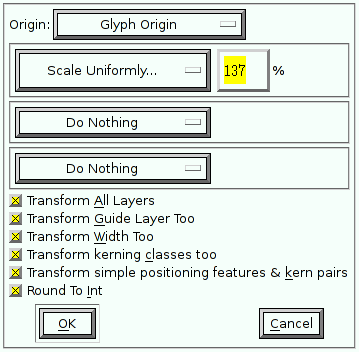 Origin: Glyph Origin
Scale Uniformly... 137 %
Do Nothing
Do Nothing
Transform All Layers
Transform Guide Layer Too
Transform Width Too
Transform kerning classes too
Transform simple positioning features & kern pairs
Round To Int
OK Cancel